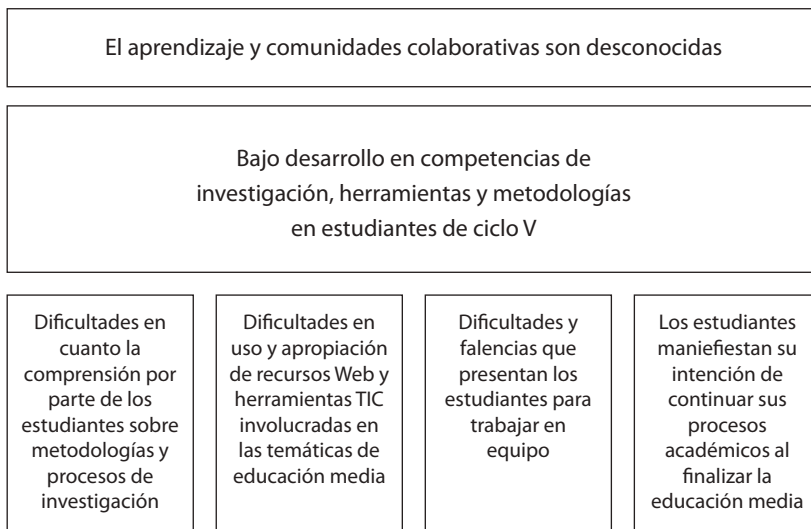 El aprendizaje y comunidades colaborativas son desconocidas
Bajo desarrollo en competencias de
investigación, herramientas y metodologías
en estudiantes de ciclo V
Dificultades en
cuanto la
comprensión por
parte de los
estudiantes sobre
metodologías y
procesos de
investigación
Dificultades en
uso y apropiación
de recursos Web y
herramientas TIC
involucradas en
las temáticas de
educación media
Dificultades y
falencias que
presentan los
estudiantes para
trabajar en
equipo
Los estudiantes
maniefiestan su
intención de
continuar sus
procesos
académicos al
finalizar la
educación media